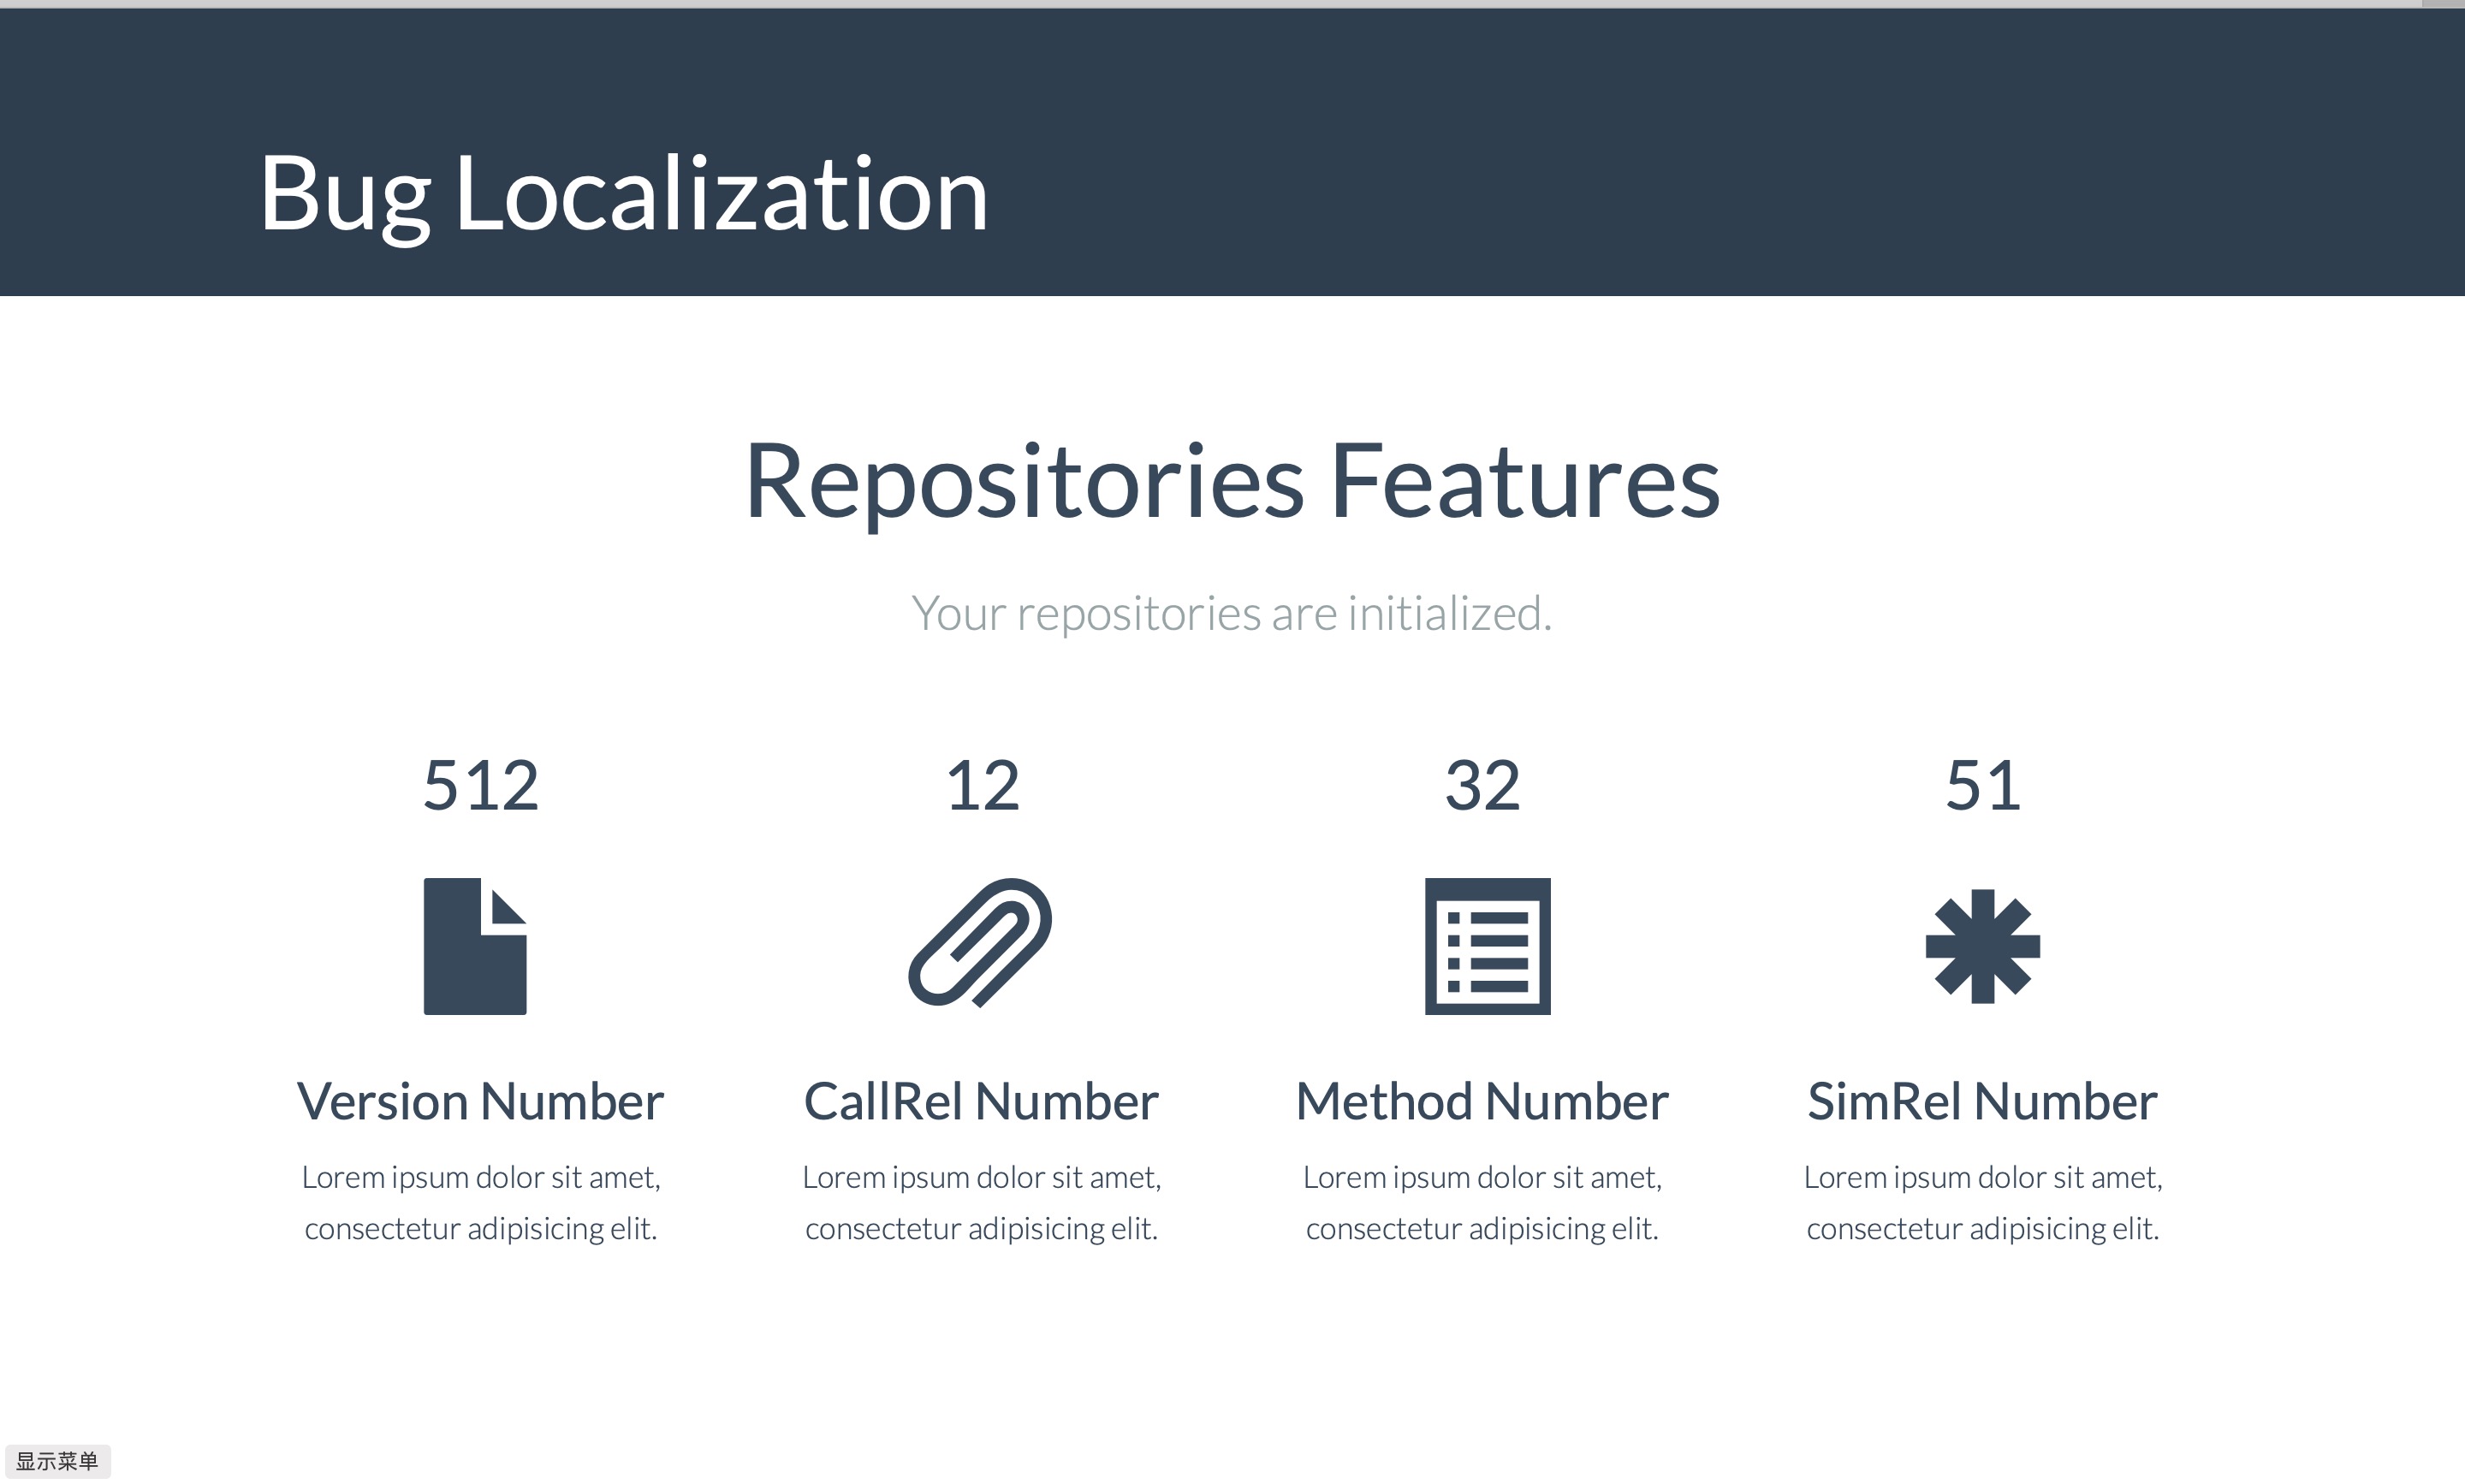 Bug Localization
Repositories Features
Your repositories are initialized.
512
12
32
51
Version Number
CallRel Number
Method Number
SimRel Number
Lorem ipsum dolor sit amet,
consectetur adipisicing elit.
Lorem ipsum dolor sit amet,
consectetur adipisicing elit.
Lorem ipsum dolor sit amet,
consectetur adipisicing elit.
Lorem ipsum dolor sit amet,
consectetur adipisicing elit.
显示菜单